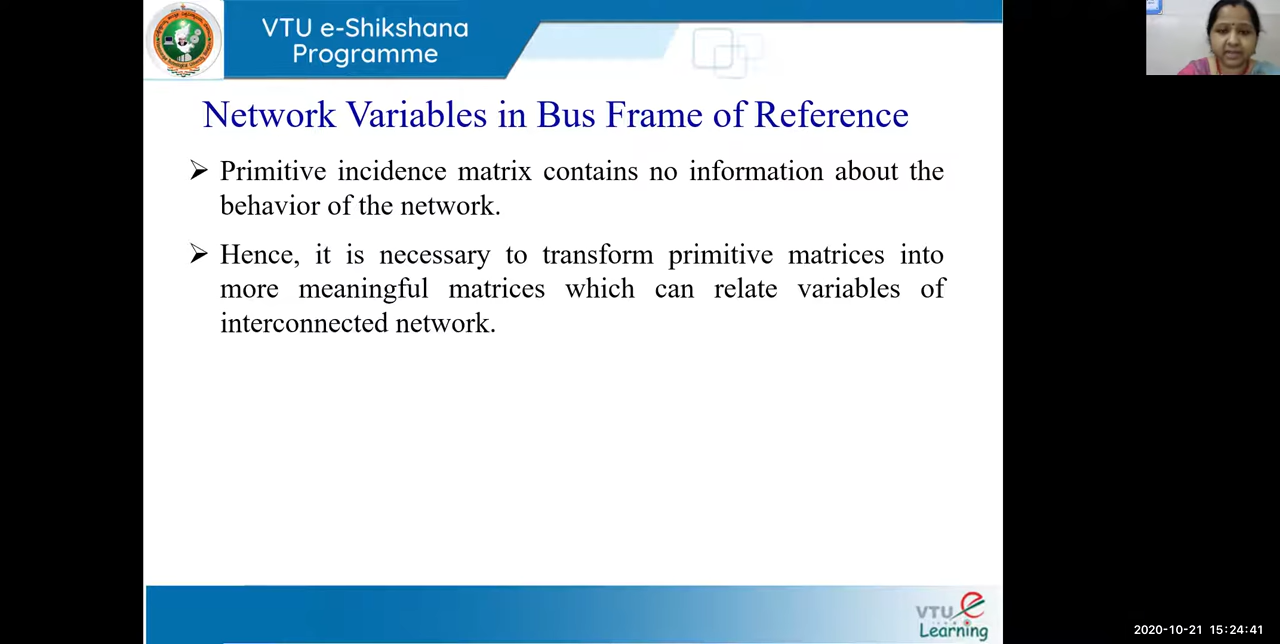 VTU e-Shikshana
Programme
Network Variables in Bus Frame of Reference
➢ Primitive incidence matrix contains no information about the
behavior of the network.
➢ Hence, it is necessary to transform primitive matrices into
more meaningful matrices which can relate variables of
interconnected network.
VTU e
Learning
2020-10-21 15:24:41